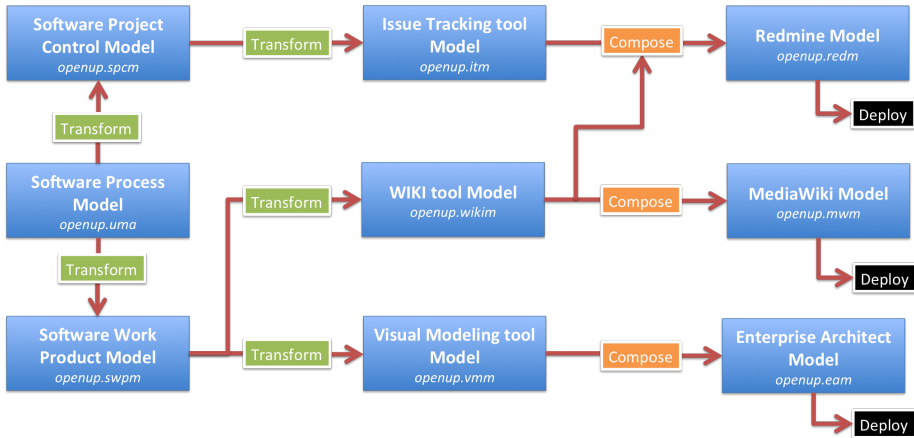 Software Project
Control Model
openup.spcm
Transform
Issue Tracking tool
Model
openup.itm
Compose
Redmine Model
openup.redm
Deploy
Transform
Software Process
Model
openup.uma
Transform
WIKI tool Model
openup.wikim
Compose
MediaWiki Model
openup.mwm
Deploy
Transform
Software Work
Product Model
openup.swpm
Transform
Visual Modeling tool
Model
openup.vmm
Compose
Enterprise Architect
Model
openup.eam
Deploy